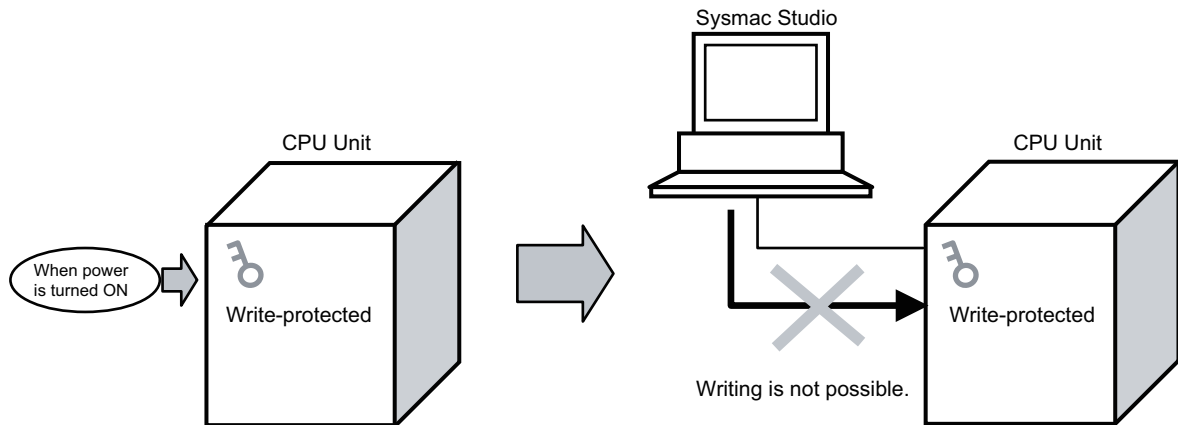 Sysmac Studio
CPU Unit
CPU Unit
When power
is turned ON
Write-protected
Write-protected
Writing is not possible.